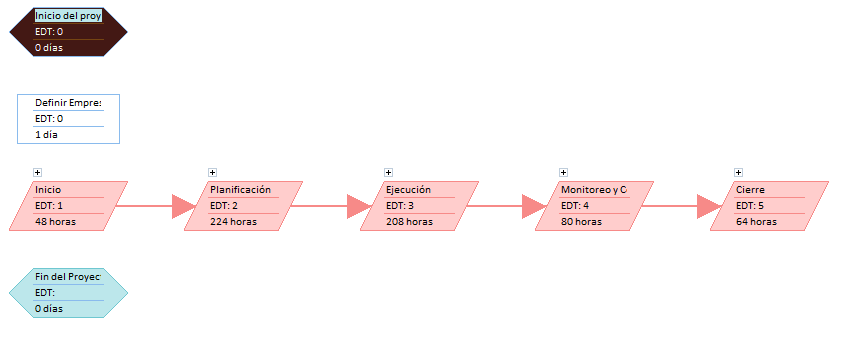 Inicio del proy
EDT: 0
0 días
Definir Empres
EDT: 0
1 día
Inicio
EDT: 1
48 horas
Planificación
EDT: 2
224 horas
Ejecución
EDT: 3
208 horas
Monitoreo y C
EDT: 4
80 horas
Cierre
EDT: 5
64 horas
Fin del Proyect
EDT:
0 días